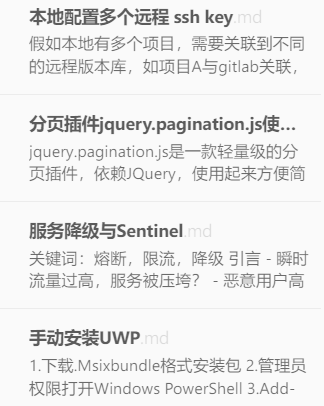 本地配置多个远程 ssh key.md
假如本地有多个项目，需要关联到不同
的远程版本库，如项目A与gitlab关联，
分页插件jquery.pagination.js使...
jquery.pagination.js是一款轻量级的分
页插件，依赖JQuery，使用起来方便简
服务降级与Sentinel.md
关键词：熔断，限流，降级 引言 - 瞬时
流量过高，服务被压垮？ - 恶意用户高
手动安装UWP.md
1.下载.Msixbundle格式安装包 2.管理员
权限打开Windows PowerShell 3.Add-